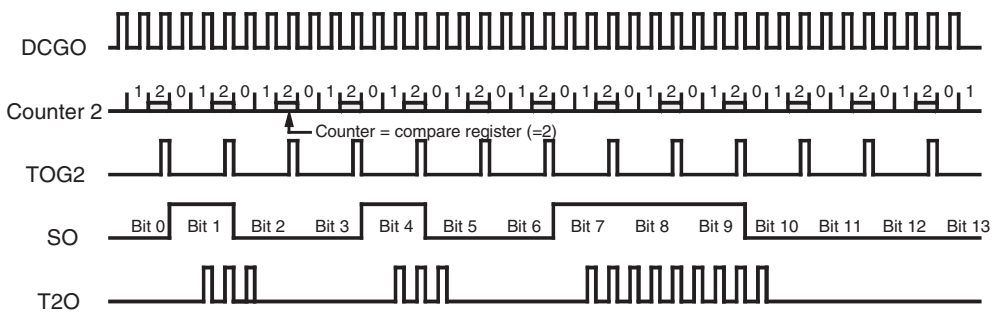 DCGO
Counter 2
1 2 0 1 2 0 1 2 0 1 2 0 1 2 0 1 2 0 1 2 0 1 2 0 1 2 0 1 2 0 1 2 0 1 2 0 1 2 0 1
Counter = compare register (=2)
TOG2
SO
Bit 0 Bit 1 Bit 2 Bit 3 Bit 4 Bit 5 Bit 6 Bit 7 Bit 8 Bit 9 Bit 10 Bit 11 Bit 12 Bit 13
T2O